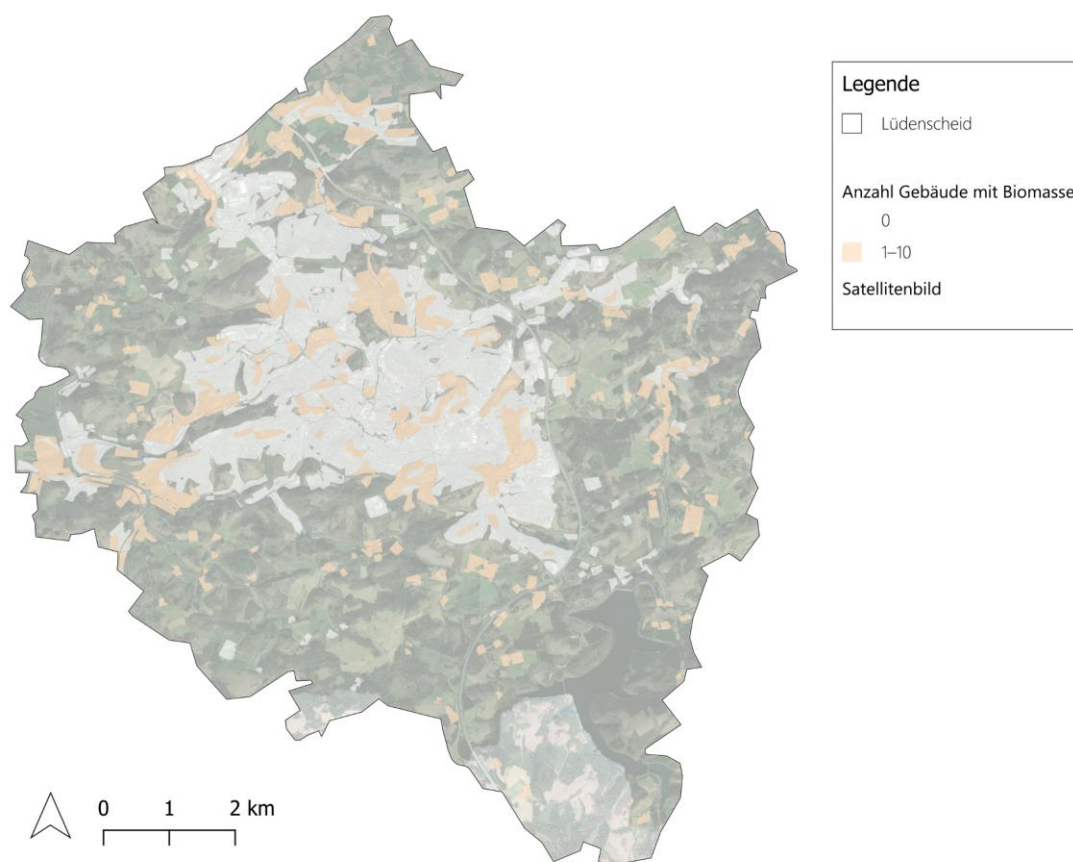 Legende
Lüdenscheid
Anzahl Gebäude mit Biomasse
0
1–10
Satellitenbild
0 1 2 km